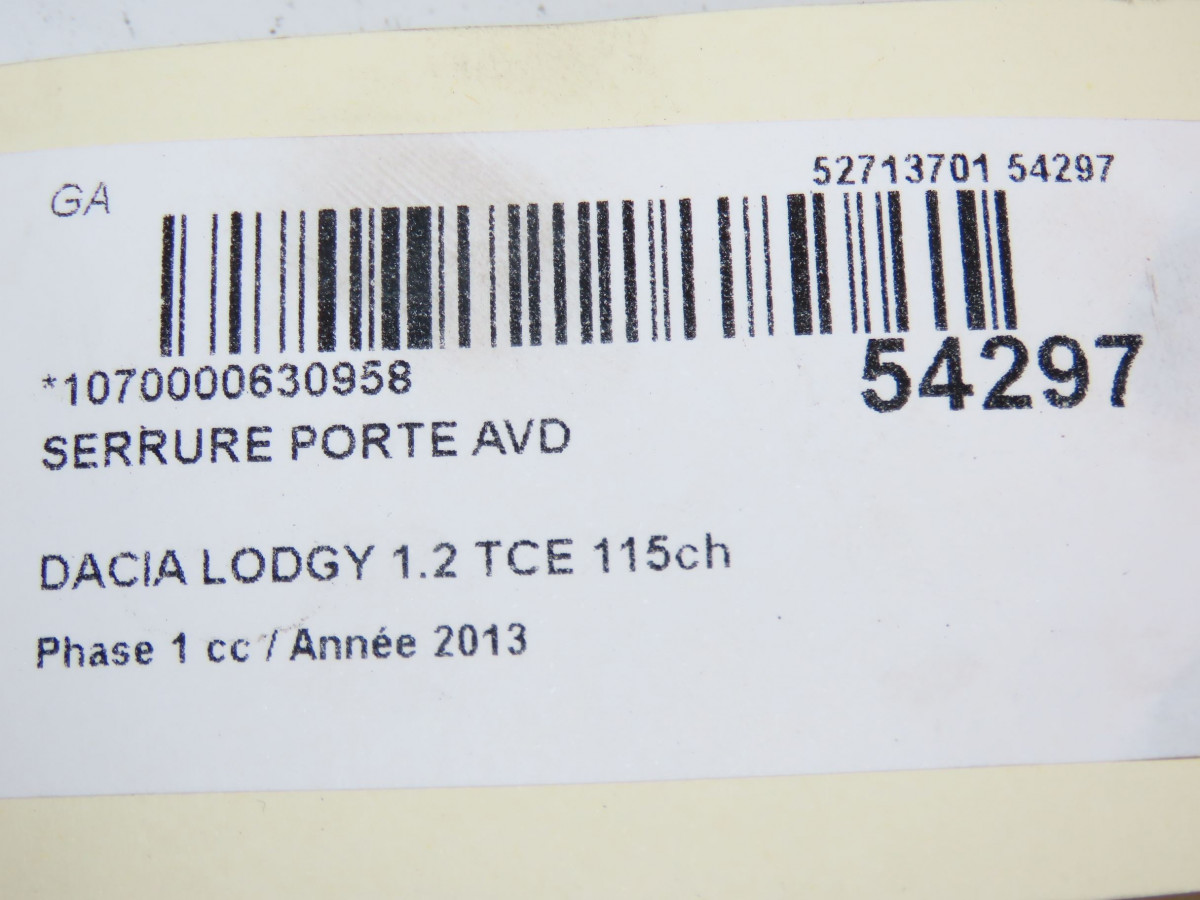 GA
52713701 54297
*1070000630958
54297
SERRURE PORTE AVD
DACIA LODGY 1.2 TCE 115ch
Phase 1 cc / Année 2013